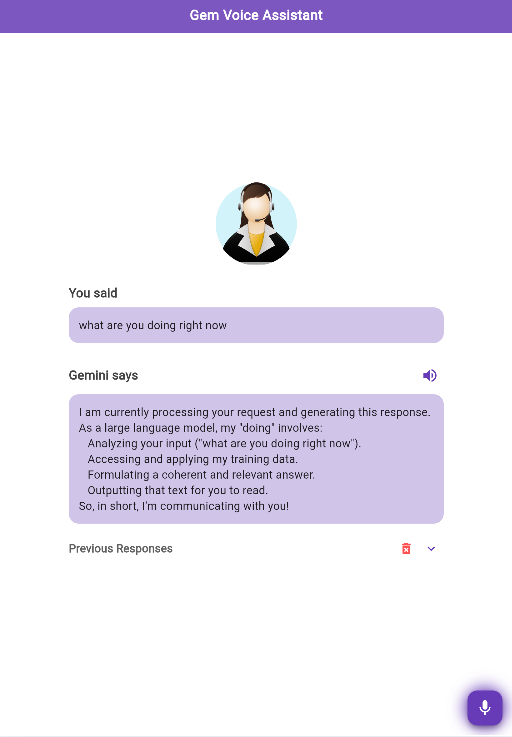 Gem Voice Assistant
You said
what are you doing right now
Gemini says
I am currently processing your request and generating this response.
As a large language model, my "doing" involves:
Analyzing your input ("what are you doing right now").
Accessing and applying my training data.
Formulating a coherent and relevant answer.
Outputting that text for you to read.
So, in short, I'm communicating with you!
Previous Responses